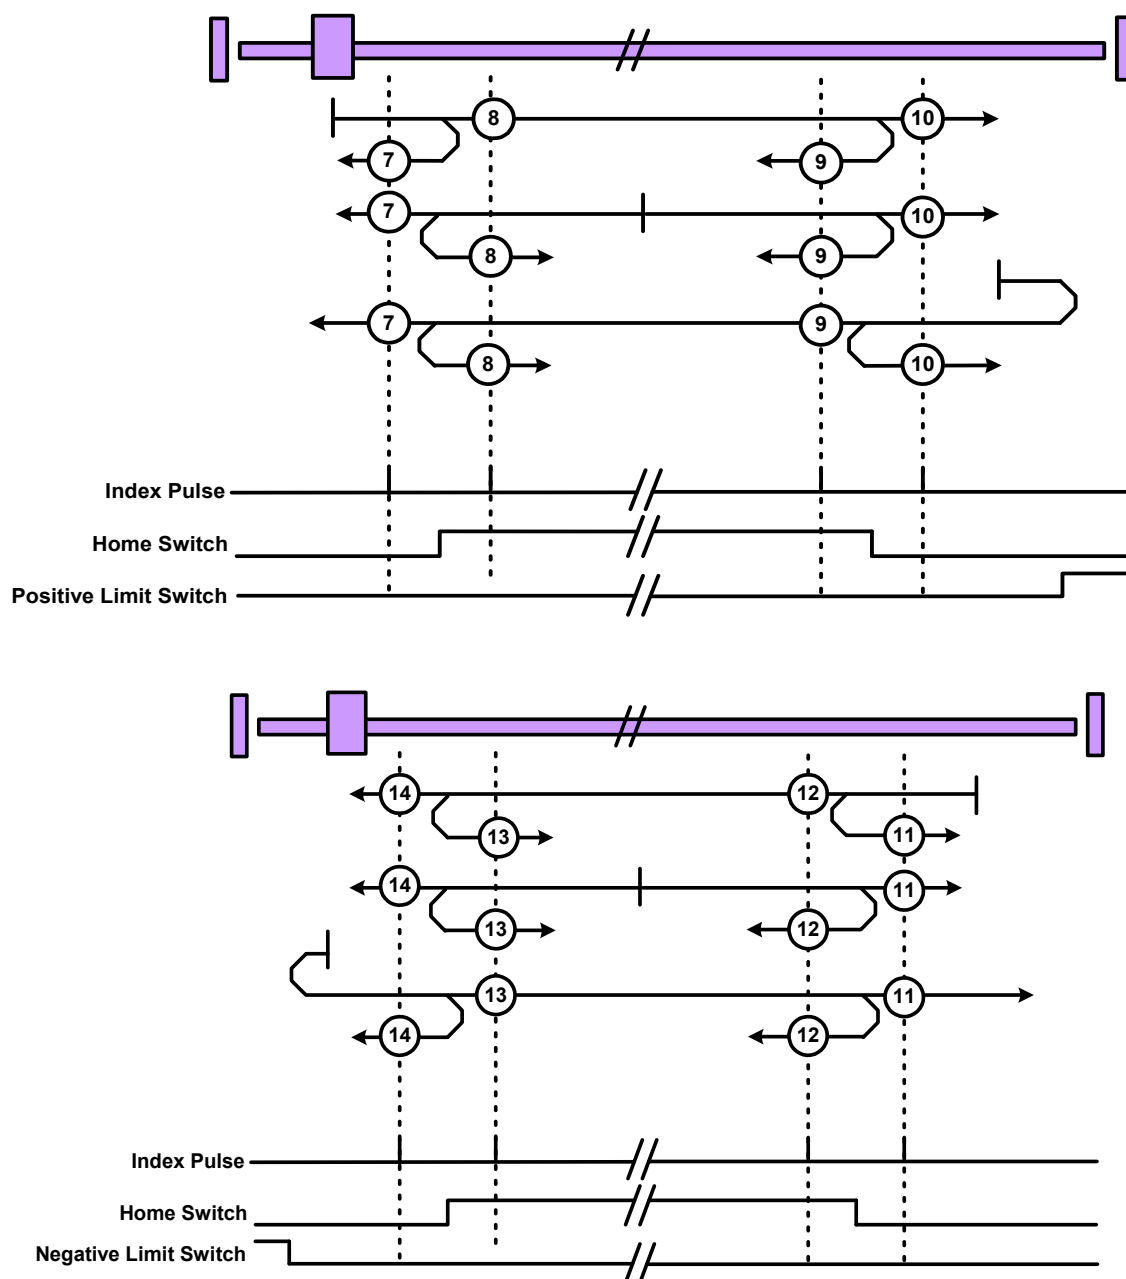 8 10
7 9
7 10
8 9
7 9
8 10
Index Pulse
Home Switch
Positive Limit Switch
14 12
13 11
14 11
13 12
13 11
14 12
Index Pulse
Home Switch
Negative Limit Switch